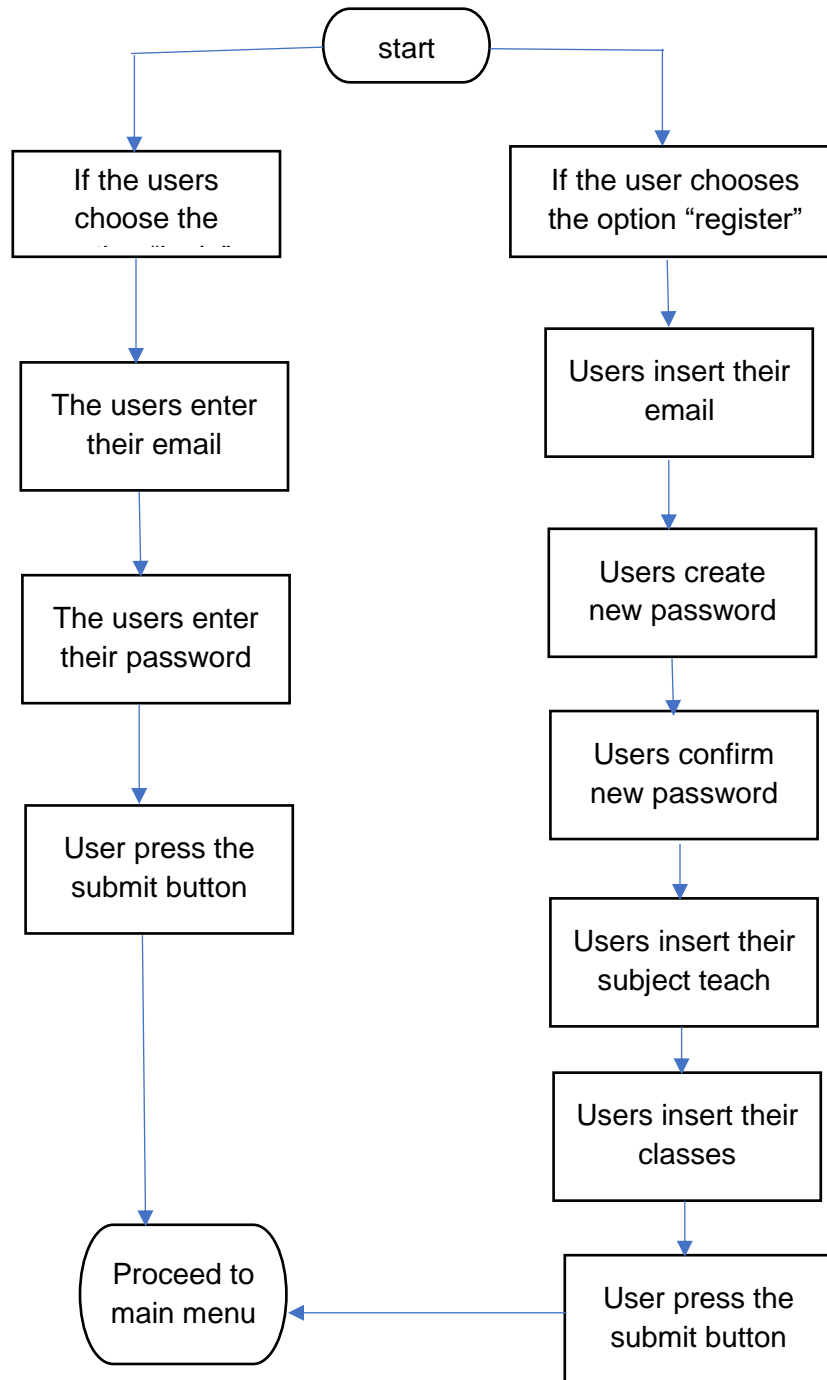 start
If the users
choose the
If the user chooses
the option “register”
The users enter
their email
Users insert their
email
The users enter
their password
Users create
new password
Users confirm
new password
User press the
submit button
Users insert their
subject teach
Users insert their
classes
Proceed to
main menu
User press the
submit button